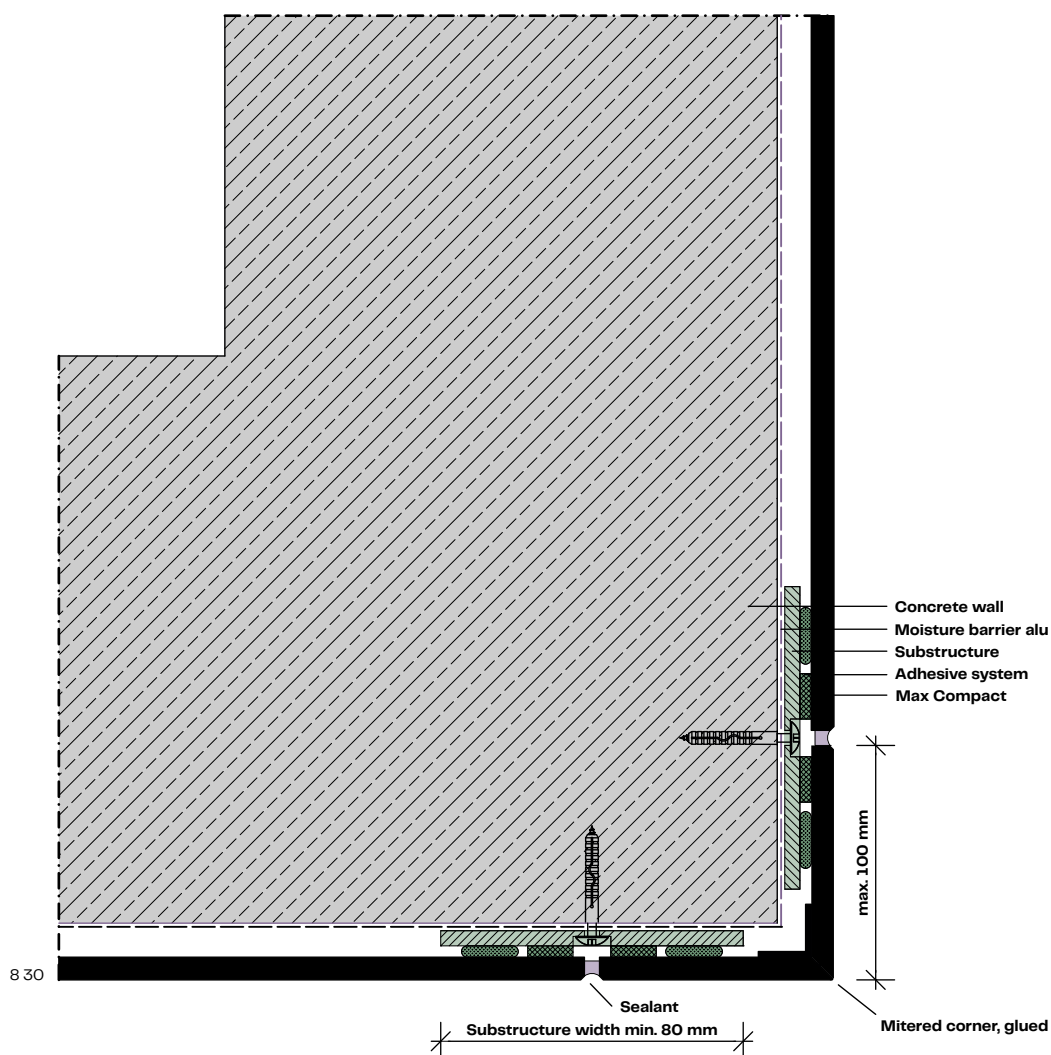 Concrete wall
Moisture barrier alu
Substructure
Adhesive system
Max Compact
max. 100 mm
8 30
Sealant
Substructure width min. 80 mm
Mitered corner, glued